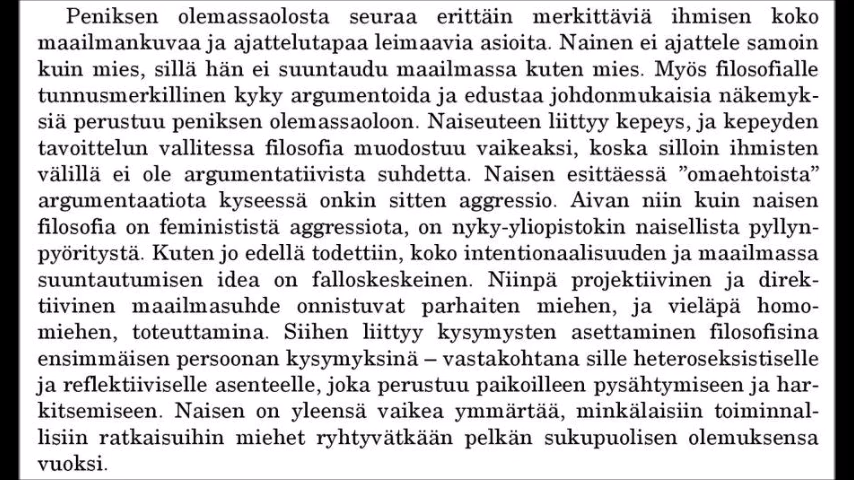 Peniksen olemassaolosta seuraa erittäin merkittäviä ihmisen koko
maailmankuvaa ja ajattelutapaa leimaavia asioita. Nainen ei ajattele samoin
kuin mies, sillä hän ei suuntaudu maailmassa kuten mies. Myös filosofialle
tunnusmerkillinen kyky argumentoida ja edustaa johdonmukaisia näkemyk-
siä perustuu peniksen olemassaoloon. Naiseuteen liittyy kepeys, ja kepeyden
tavoittelun vallitessa filosofia muodostuu vaikeaksi, koska silloin ihmisten
välillä ei ole argumentatiivista suhdetta. Naisen esittäessä ”omaehtoista”
argumentaatiota kyseessä onkin sitten aggressio. Aivan niin kuin naisen
filosofia on feminististä aggressiota, on nyky-yliopistokin naisellista pyllyn-
pyöritystä. Kuten jo edellä todettiin, koko intentionaalisuuden ja maailmassa
suuntautumisen idea on falloskeskeinen. Niinpä projektiivinen ja direk-
tiivinen maailmasuhde onnistuvat parhaiten miehen, ja vieläpä homo-
miehen, toteuttamina. Siihen liittyy kysymysten asettaminen filosofisina
ensimmäisen persoonan kysymyksinä – vastakohtana sille heteroseksistiselle
ja reflektiiviselle asenteelle, joka perustuu paikoilleen pysähtymiseen ja har-
kitsemiseen. Naisen on yleensä vaikea ymmärtää, minkälaisiin toiminnal-
lisiin ratkaisuihin miehet ryhtyvätkään pelkän sukupuolisen olemuksensa
vuoksi.